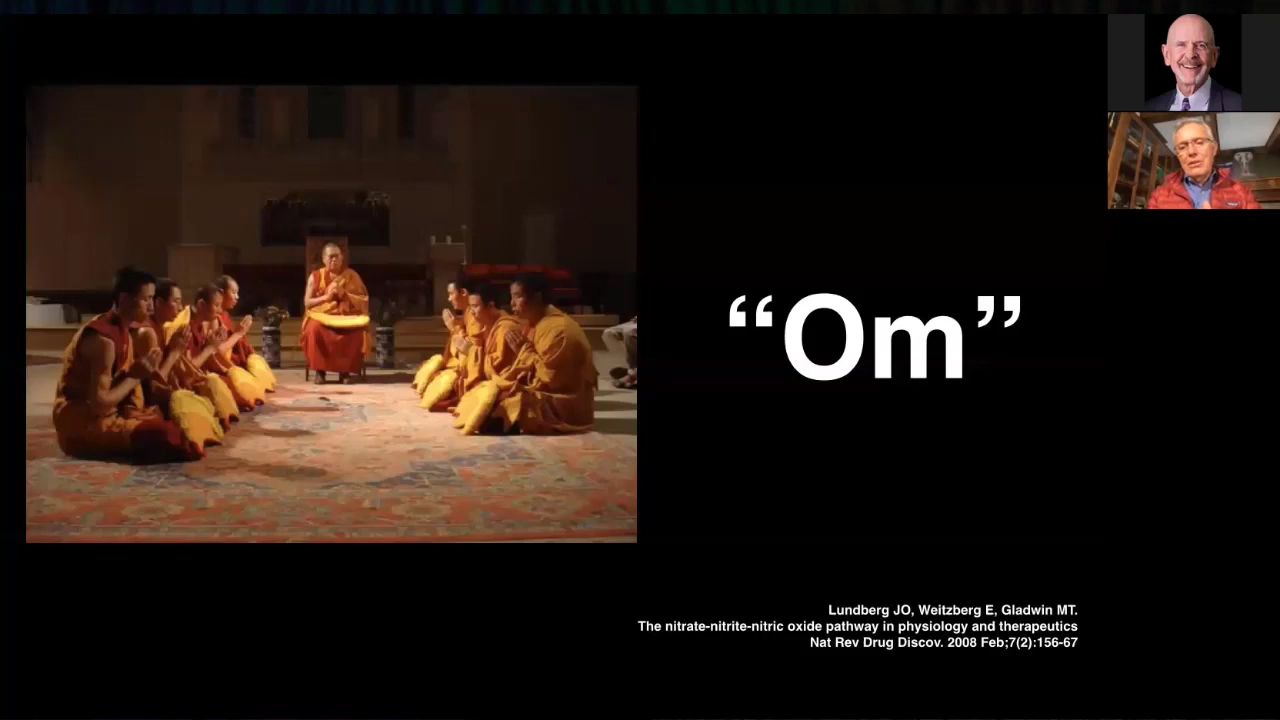 “Om”
Lundberg JO, Weitzberg E, Gladwin MT.
The nitrate-nitrite-nitric oxide pathway in physiology and therapeutics
Nat Rev Drug Discov. 2008 Feb;7(2):156-67